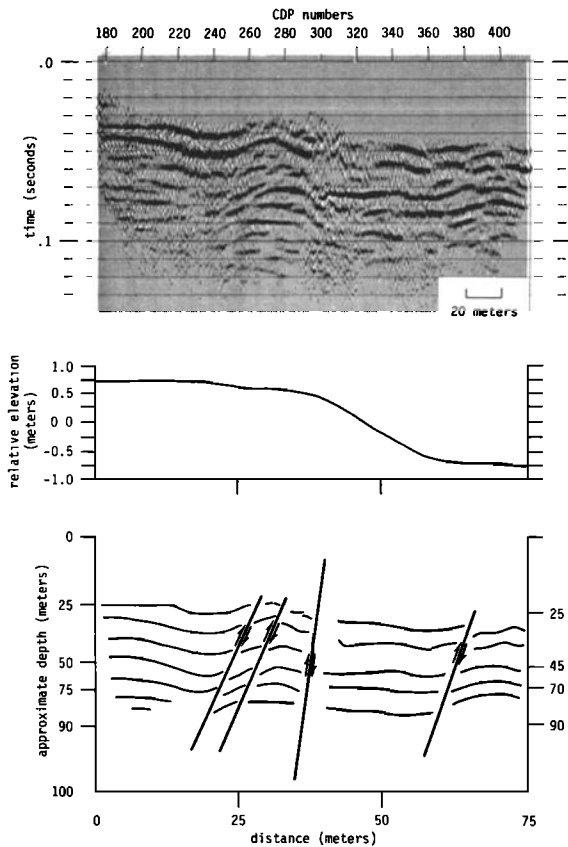 CDP numbers
180 200 220 240 260 280 300 320 340 360 380 400
.0
time (seconds)
.1
20 meters
relative elevation
(meters)
1.0
0.5
0 0
-0.5
-1.0
approximate depth (meters)
0
25
50
75
90
100
25
45
70
90
0 25 50 75
distance (meters)